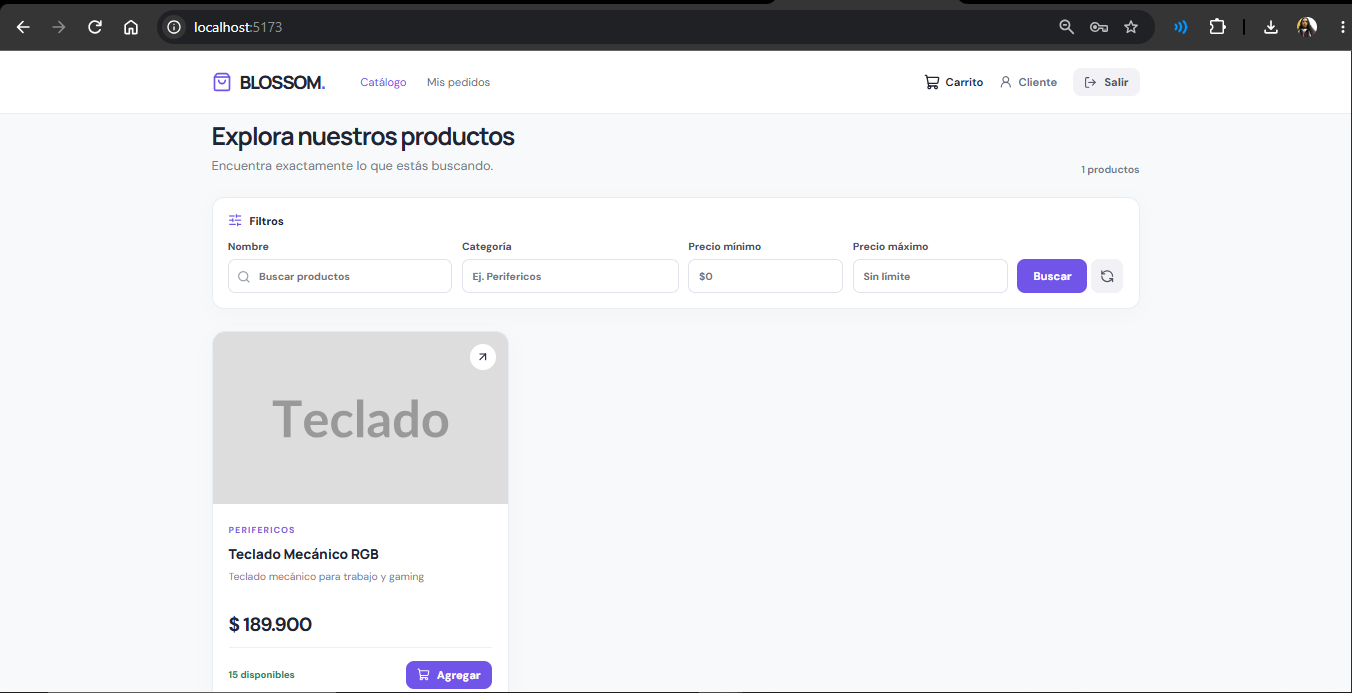 localhost:5173
BLOSSOM.
Catálogo
Mis pedidos
Carrito
Cliente
Salir
Explora nuestros productos
Encuentra exactamente lo que estás buscando.
1 productos
Filtros
Nombre
Categoría
Precio mínimo
Precio máximo
Buscar productos
Ej. Perifericos
$0
Sin límite
Buscar
Teclado
PERIFERICOS
Teclado Mecánico RGB
Teclado mecánico para trabajo y gaming
$ 189.900
15 disponibles
Agregar